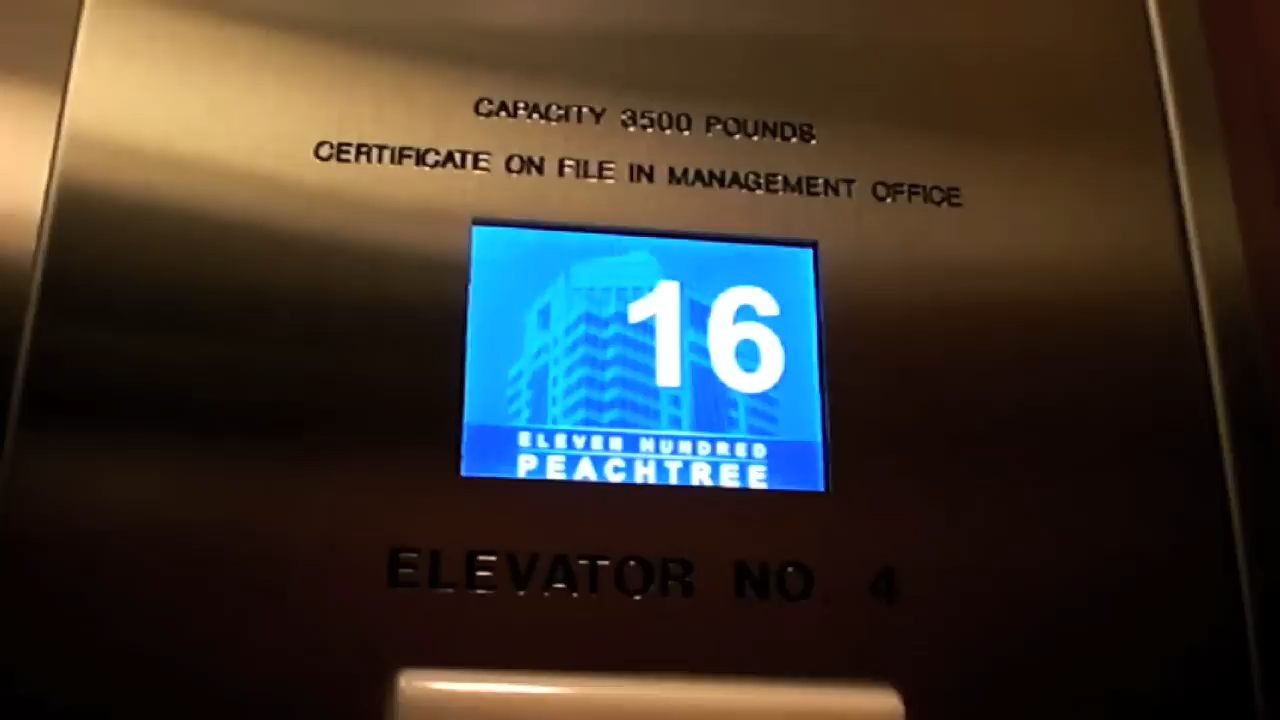 CAPACITY 3500 POUNDS
CERTIFICATE ON FILE IN MANAGEMENT OFFICE
16
ELEVEN HUNDRED
PEACHTREE
ELEVATOR NO. 4